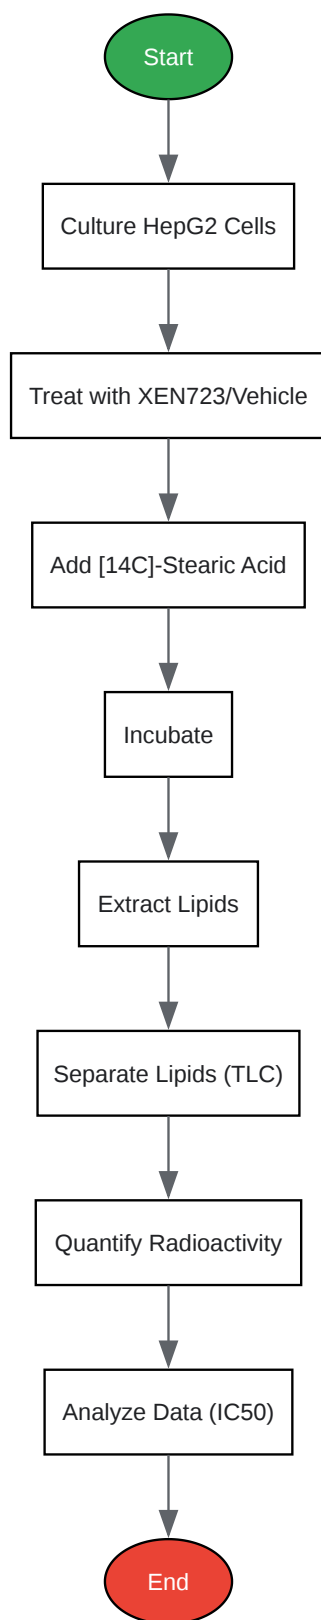 Start
Culture HepG2 Cells
Treat with XEN723/Vehicle
Add [14C]-Stearic Acid
Incubate
Extract Lipids
Separate Lipids (TLC)
Quantify Radioactivity
Analyze Data (IC50)
End